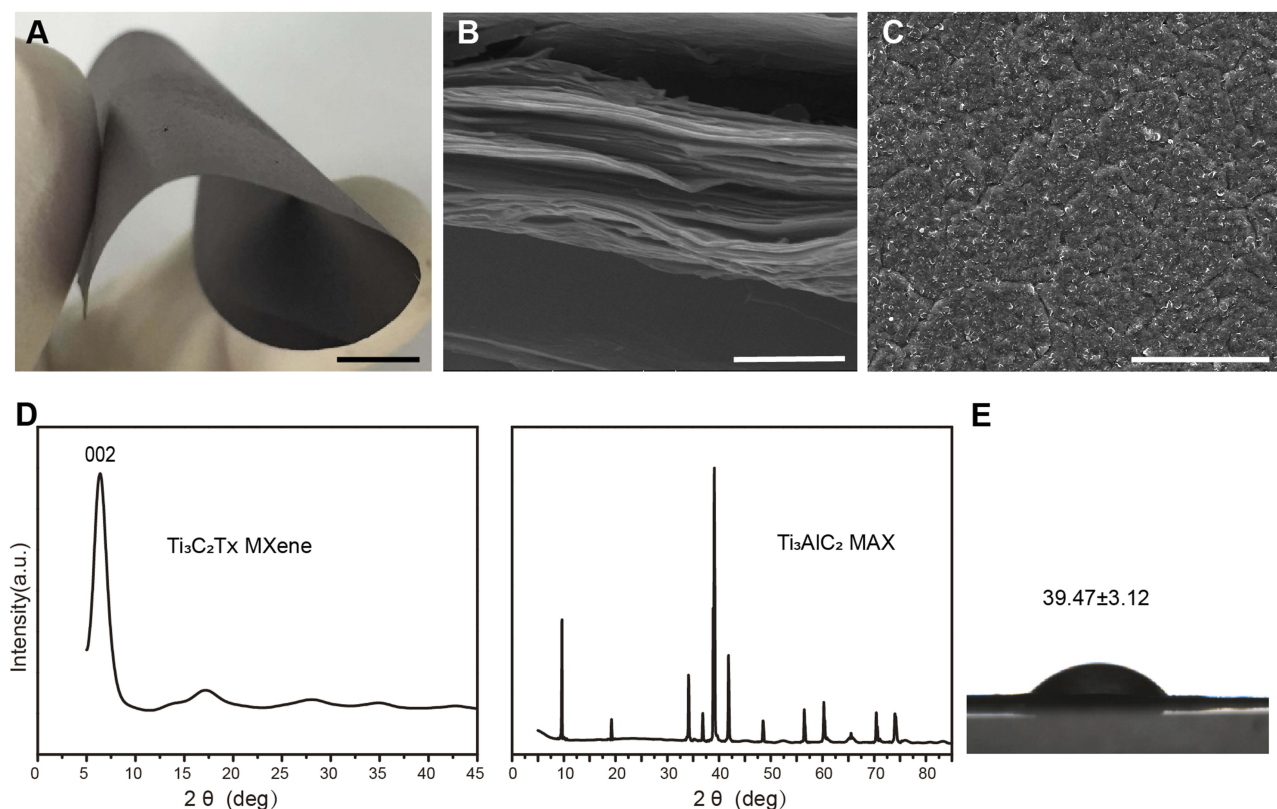 A
B
C
D
002
Ti₃C₂Tx MXene
Intensity(a.u.)
0 5 10 15 20 25 30 35 40 45
2 θ (deg)
Ti₃AlC₂ MAX
0 10 20 30 40 50 60 70 80
2 θ (deg)
E
39.47±3.12